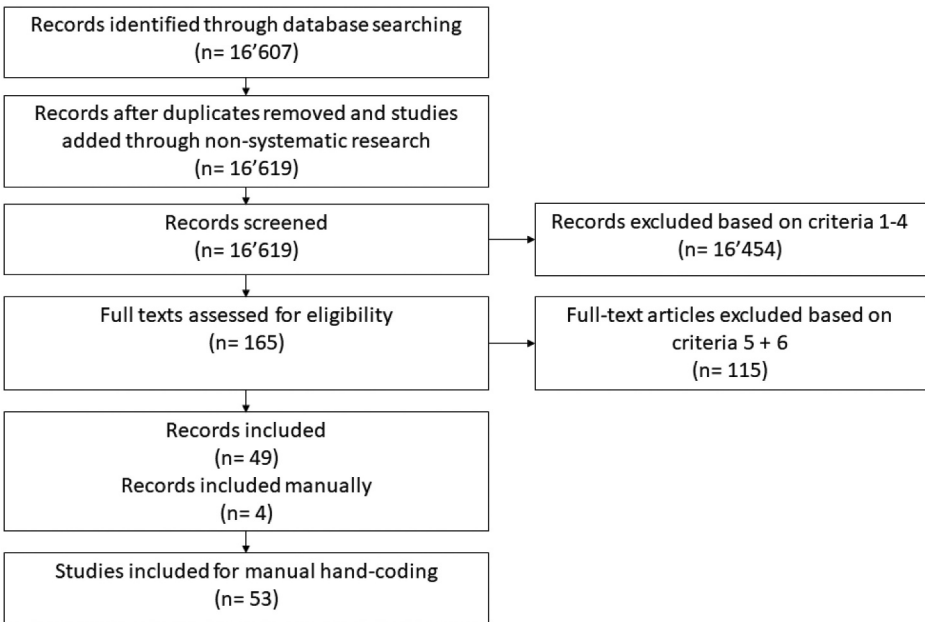 Records identified through database searching
(n= 16’607)
Records after duplicates removed and studies
added through non-systematic research
(n= 16’619)
Records screened
(n= 16’619)
Records excluded based on criteria 1-4
(n= 16’454)
Full texts assessed for eligibility
(n= 165)
Full-text articles excluded based on
criteria 5 + 6
(n= 115)
Records included
(n= 49)
Records included manually
(n= 4)
Studies included for manual hand-coding
(n= 53)